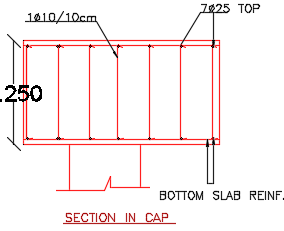 7ø25 TOP
1ø10/10cm
.250
BOTTOM SLAB REINF.
SECTION IN CAP